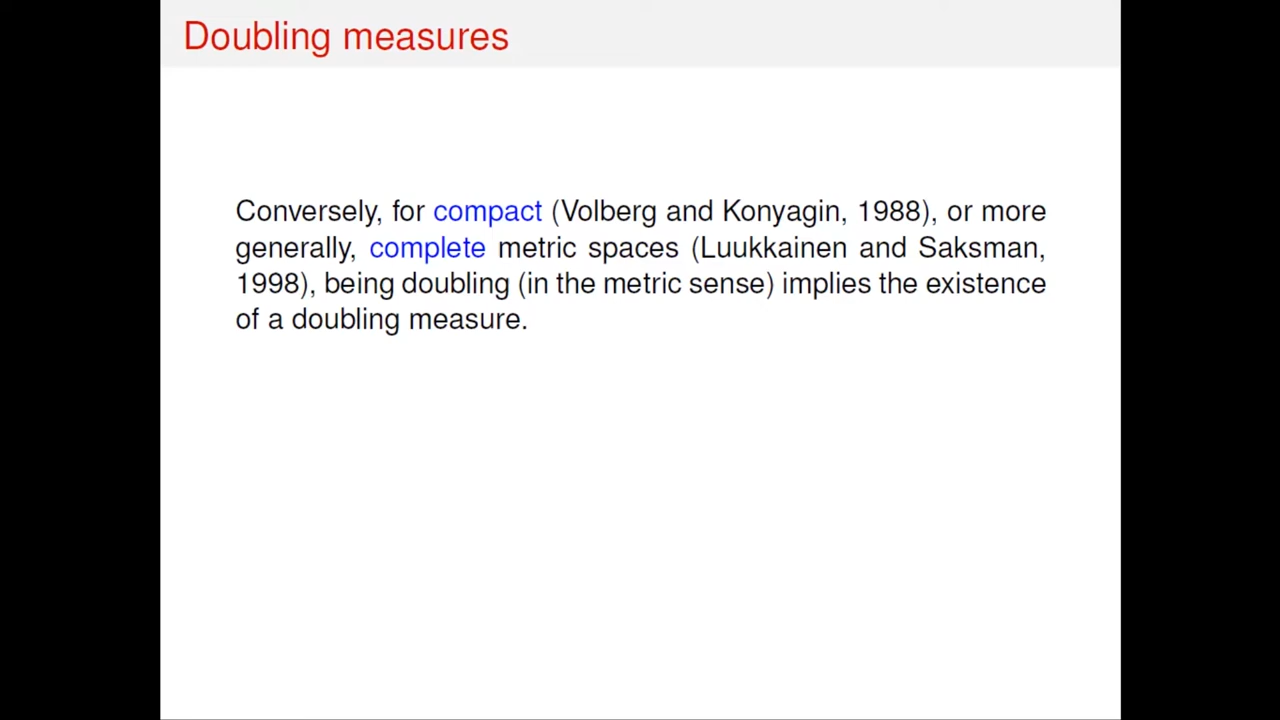 Doubling measures
Conversely, for compact (Volberg and Konyagin, 1988), or more
generally, complete metric spaces (Luukkainen and Saksman,
1998), being doubling (in the metric sense) implies the existence
of a doubling measure.